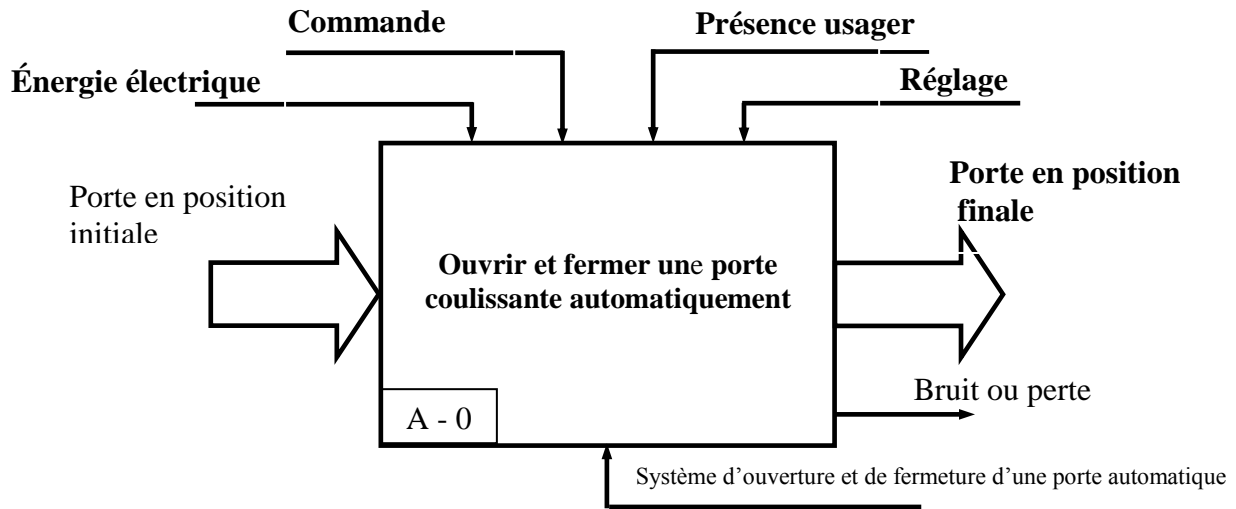 Commande
Présence usager
Énergie électrique
Réglage
Porte en position
initiale
Porte en position
finale
Ouvrir et fermer une porte
coulissante automatiquement
A - 0
Bruit ou perte
Système d’ouverture et de fermeture d’une porte automatique